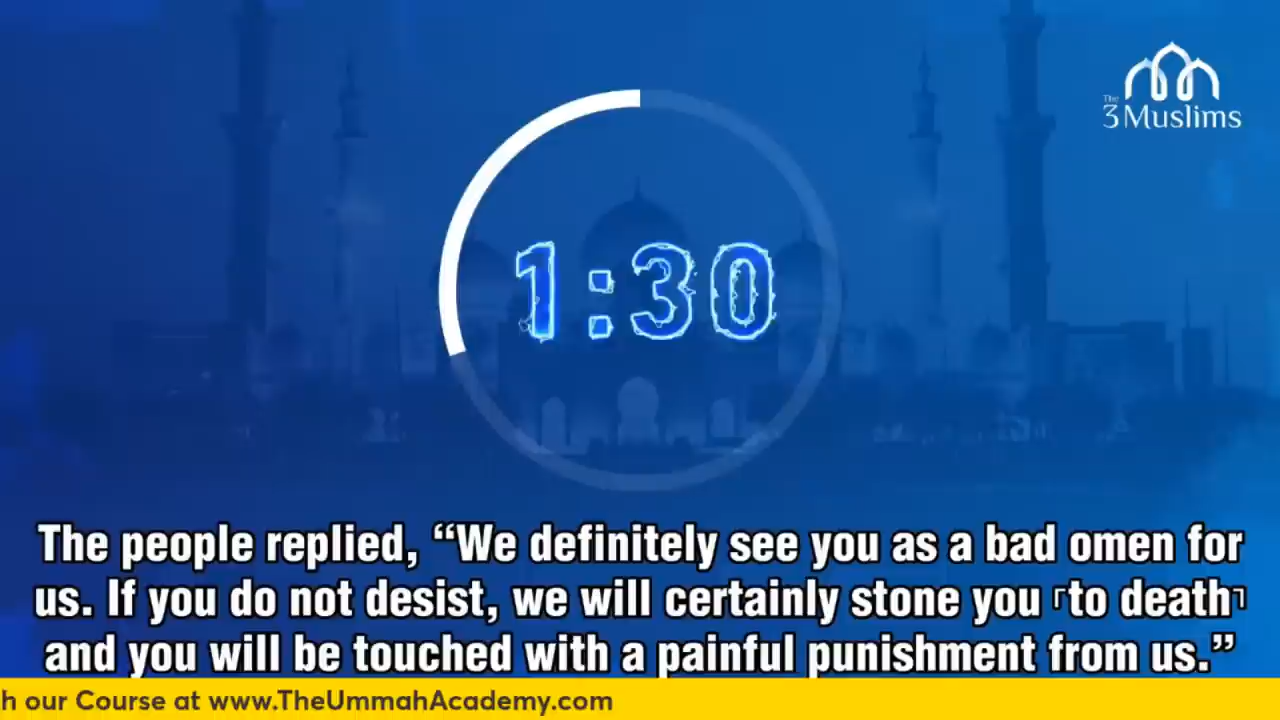 The
3 Muslims
1:30
The people replied, “We definitely see you as a bad omen for
us. If you do not desist, we will certainly stone you ⸢to death⸣
and you will be touched with a painful punishment from us.”
h our Course at www.TheUmmahAcademy.com